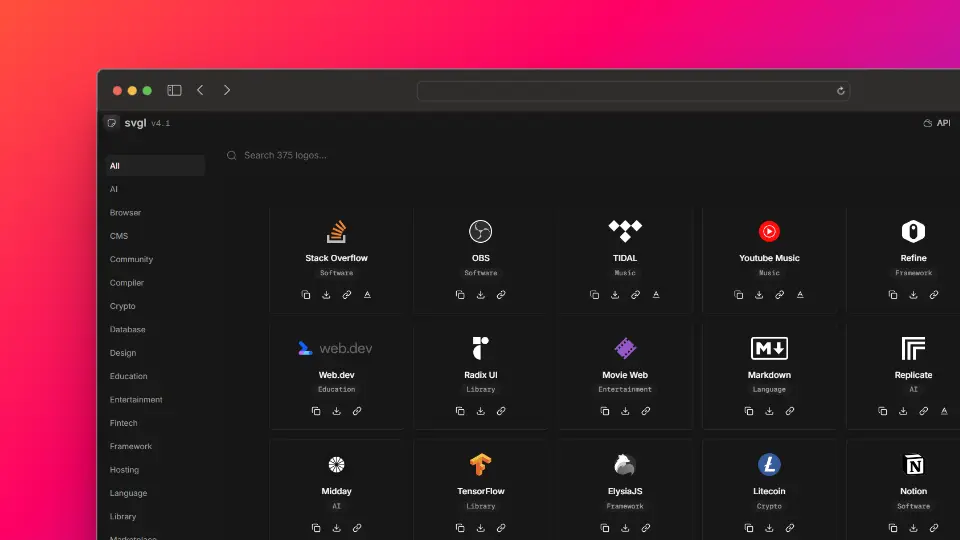 svgl v4.1
API
Search 375 logos...
All
AI
Browser
CMS
Community
Compiler
Crypto
Database
Design
Education
Entertainment
Fintech
Framework
Hosting
Language
Library
Marketplace
Stack Overflow
Software
OBS
Software
TIDAL
Music
Youtube Music
Music
Refine
Framework
web.dev
Web.dev
Education
Radix UI
Library
Movie Web
Entertainment
M
Markdown
Language
Replicate
AI
Midday
AI
TensorFlow
Library
ElysiaJS
Framework
Litecoin
Crypto
N
Notion
Software